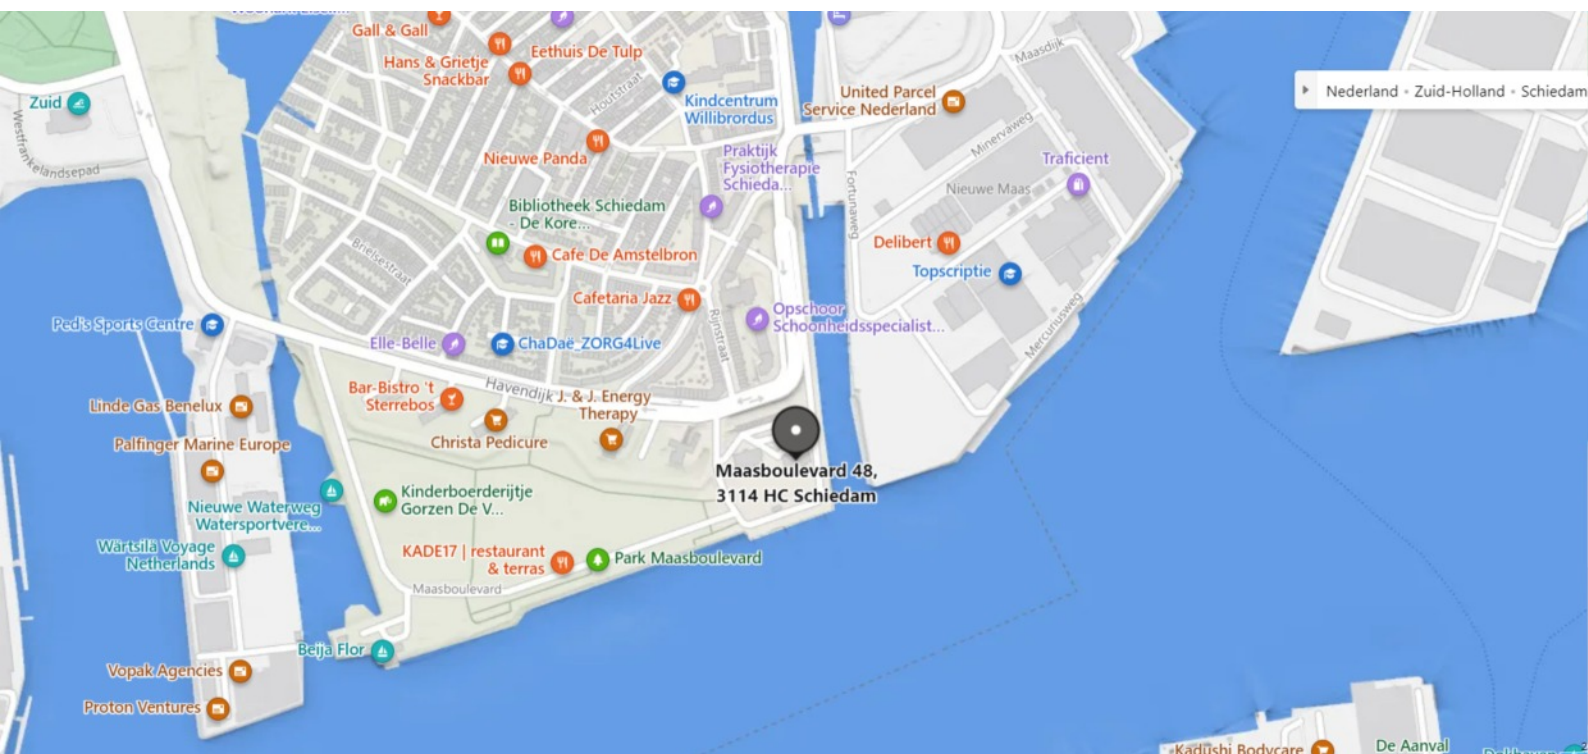 Gall & Gall
Hans & Grietje
Snackbar
Eethuis De Tulp
Houtstraat
Kindcentrum
Willibrordus
United Parcel
Service Nederland
Maasdijk
Nederland • Zuid-Holland • Schiedam
Zuid
Westfrankelandsepad
Nieuwe Panda
Praktijk
Fysiotherapie
Schieda...
Minervaweg
Traficient
Nieuwe Maas
Fortunaweg
Bibliotheek Schiedam
- De Kore...
Cafe De Amstelbron
Brielsestraat
Delibert
Topscriptie
Cafetaria Jazz
Rijnstraat
Opschoor
Schoonheidsspecialist...
Mercuriusweg
Ped's Sports Centre
Elle-Belle
ChaDaë_ZORG4Live
Havendijk
Bar-Bistro 't
Sterrebos
J. & J. Energy
Therapy
Linde Gas Benelux
Christa Pedicure
Palfinger Marine Europe
Maasboulevard 48,
3114 HC Schiedam
Kinderboerderijtje
Gorzen De V...
Nieuwe Waterweg
Watersportvere...
Wärtsilä Voyage
Netherlands
KADE17 | restaurant
& terras
Park Maasboulevard
Maasboulevard
Beija Flor
Vopak Agencies
Proton Ventures
Kadushi Bodycare
De Aanval